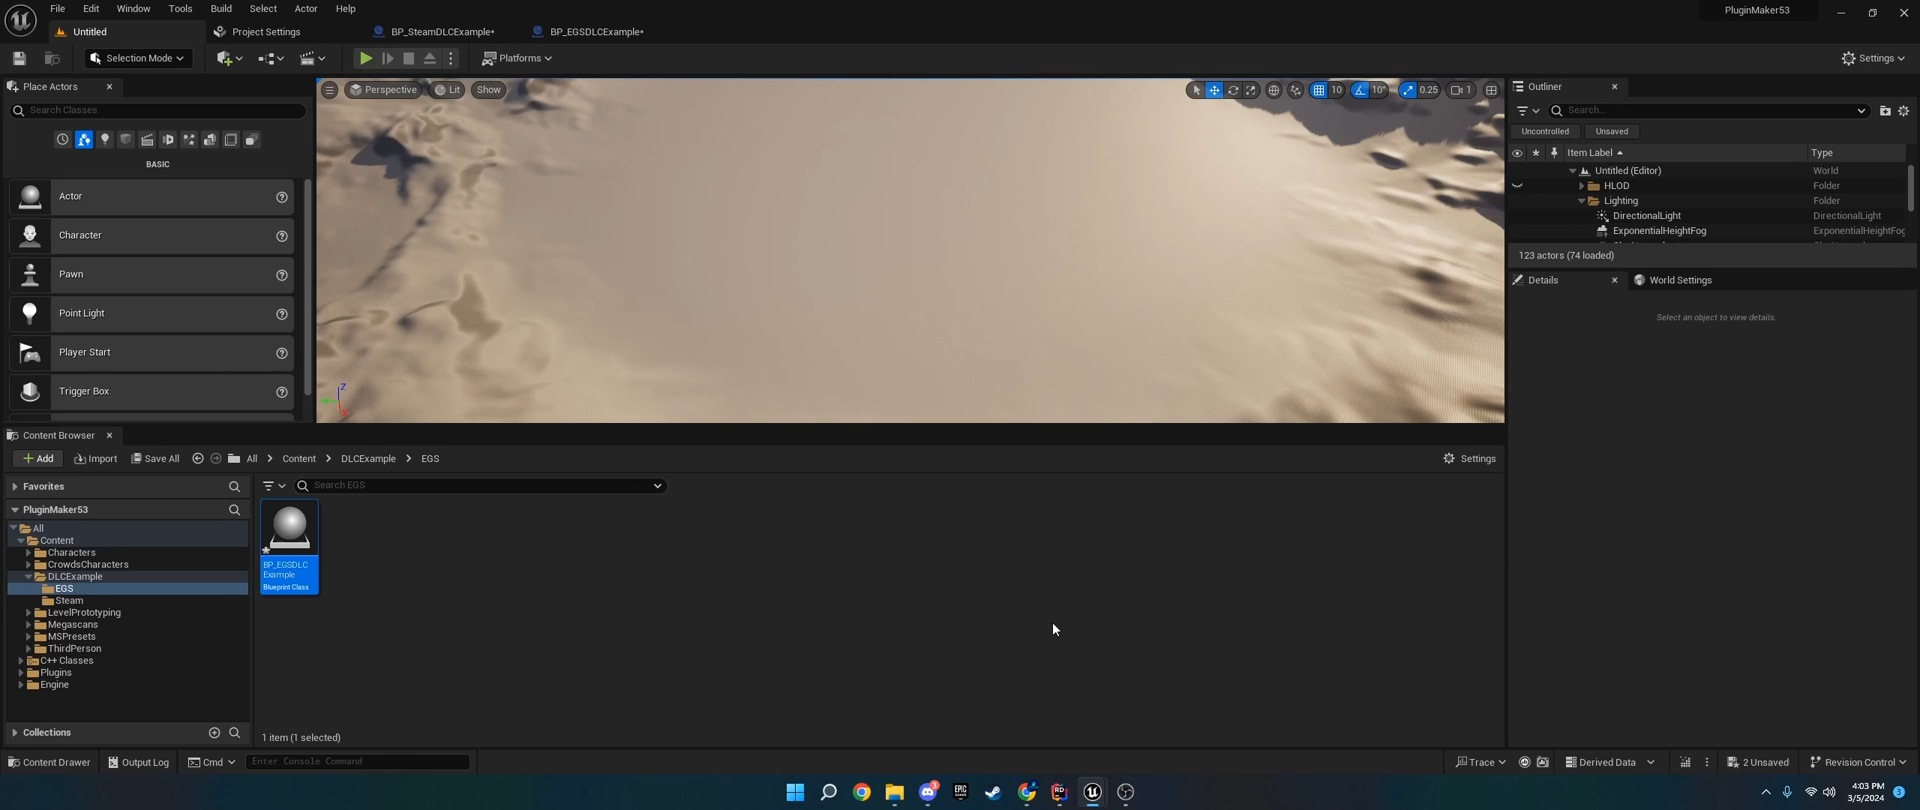 File Edit Window Tools Build Select Actor Help
PluginMaker53
Untitled Project Settings BP_SteamDLCExample* BP_EGSDLCExample*
Selection Mode Platforms Settings
Place Actors
Search Classes
BASIC
Actor
Character
Pawn
Point Light
Player Start
Trigger Box
Perspective Lit Show
10 10° 0.25 1
Z
X
Outliner
Search...
Uncontrolled Unsaved
Item Label Type
Untitled (Editor) World
HLOD Folder
Lighting Folder
DirectionalLight DirectionalLight
ExponentialHeightFog ExponentialHeightFog
123 actors (74 loaded)
Details World Settings
Select an object to view details.
Content Browser
Add Import Save All All Content DLCExample EGS Settings
Favorites
Search EGS
PluginMaker53
All
Content
Characters
CrowdsCharacters
DLCExample
EGS
Steam
LevelPrototyping
Megascans
MSPresets
ThirdPerson
C++ Classes
Plugins
Engine
Collections
BP_EGSDLC
Example
Blueprint Class
1 item (1 selected)
Content Drawer Output Log Cmd Enter Console Command Trace Derived Data 2 Unsaved Revision Control
EPIC
RD
4:03 PM
3/5/2024
3